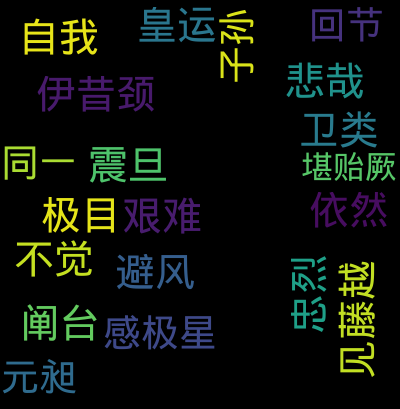 自我
皇运
子孙
回节
伊昔颈
悲哉
卫类
同一
震旦
堪贻厥
极目
艰难
依然
不觉
避风
忠烈
见藤越
阐台
感极星
元昶